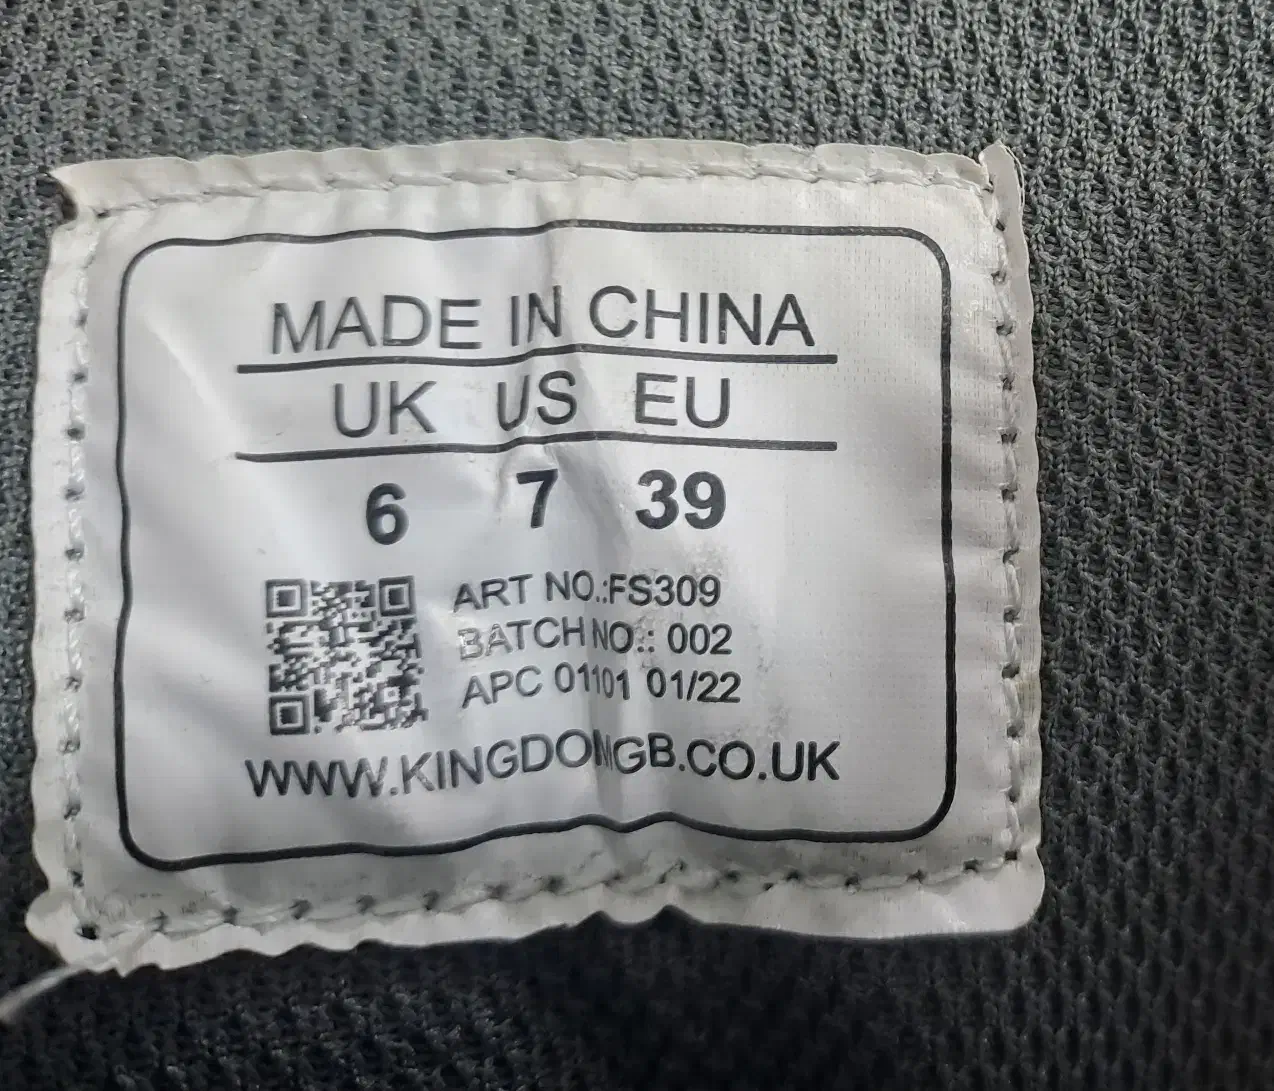 MADE IN CHINA
UK US EU
6 7 39
ART NO.:FS309
BATCH NO.: 002
APC 01101 01/22
WWW.KINGDOMGB.CO.UK